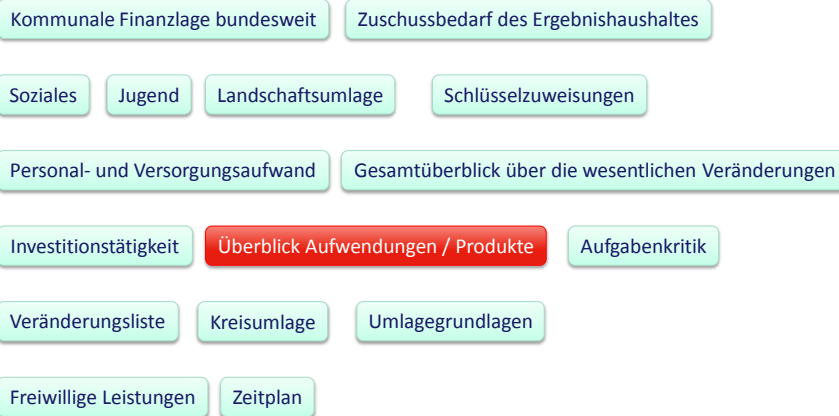 Kommunale Finanzlage bundesweit Zuschussbedarf des Ergebnishaushaltes
Soziales Jugend Landschaftsumlage Schlüsselzuweisungen
Personal- und Versorgungsaufwand Gesamtüberblick über die wesentlichen Veränderungen
Investitionstätigkeit Überblick Aufwendungen / Produkte Aufgabenkritik
Veränderungsliste Kreisumlage Umlagegrundlagen
Freiwillige Leistungen Zeitplan